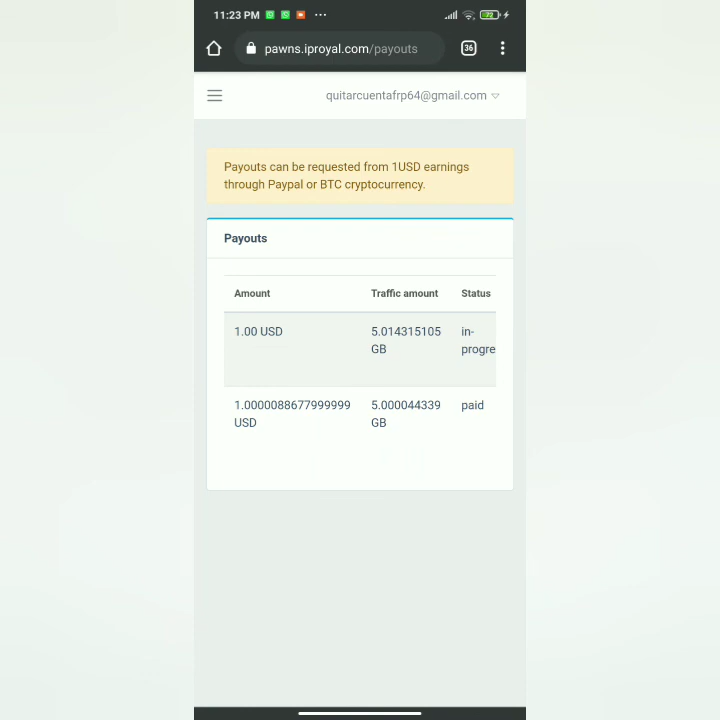 11:23 PM
72
pawns.iproyal.com/payouts
36
quitarcuentafrp64@gmail.com
Payouts can be requested from 1USD earnings
through Paypal or BTC cryptocurrency.
Payouts
Amount Traffic amount Status
1.00 USD 5.014315105 in-
GB progre
1.0000088677999999 5.000044339 paid
USD GB